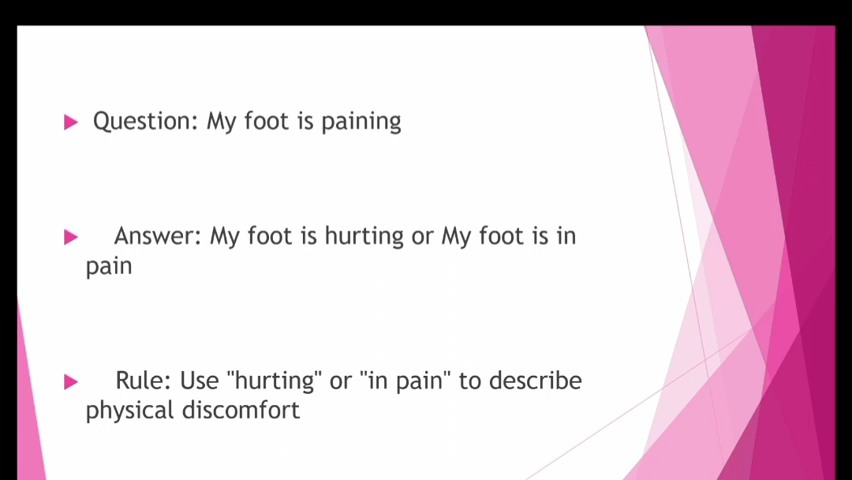 Question: My foot is paining
Answer: My foot is hurting or My foot is in
pain
Rule: Use "hurting" or "in pain" to describe
physical discomfort